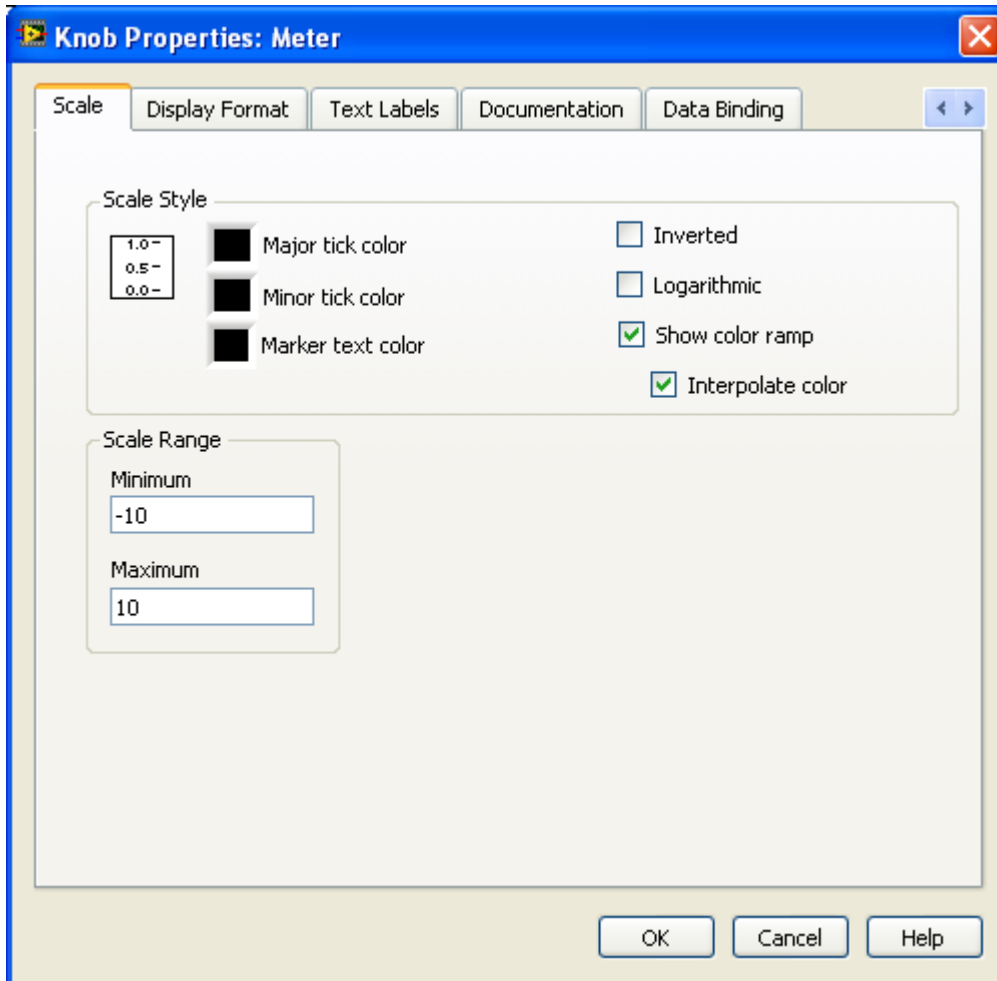 Knob Properties: Meter
Scale
Display Format
Text Labels
Documentation
Data Binding
Scale Style
1.0
0.5
0.0
Major tick color
Minor tick color
Marker text color
Inverted
Logarithmic
Show color ramp
Interpolate color
Scale Range
Minimum
-10
Maximum
10
OK
Cancel
Help